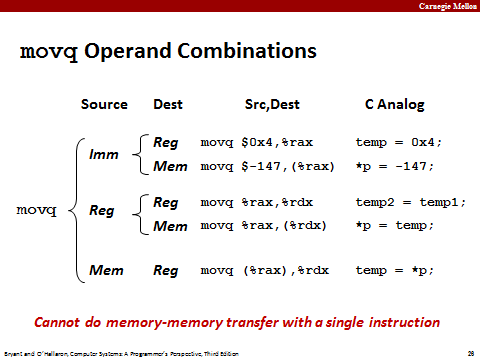 Carnegie Mellon
movq Operand Combinations
Source Dest Src,Dest C Analog
Imm Reg movq $0x4,%rax temp = 0x4;
Mem movq $-147,(%rax) *p = -147;
movq Reg Reg movq %rax,%rdx temp2 = temp1;
Mem movq %rax,(%rdx) *p = temp;
Mem Reg movq (%rax),%rdx temp = *p;
Cannot do memory-memory transfer with a single instruction
Bryant and O'Hallaron, Computer Systems: A Programmer's Perspective, Third Edition 26